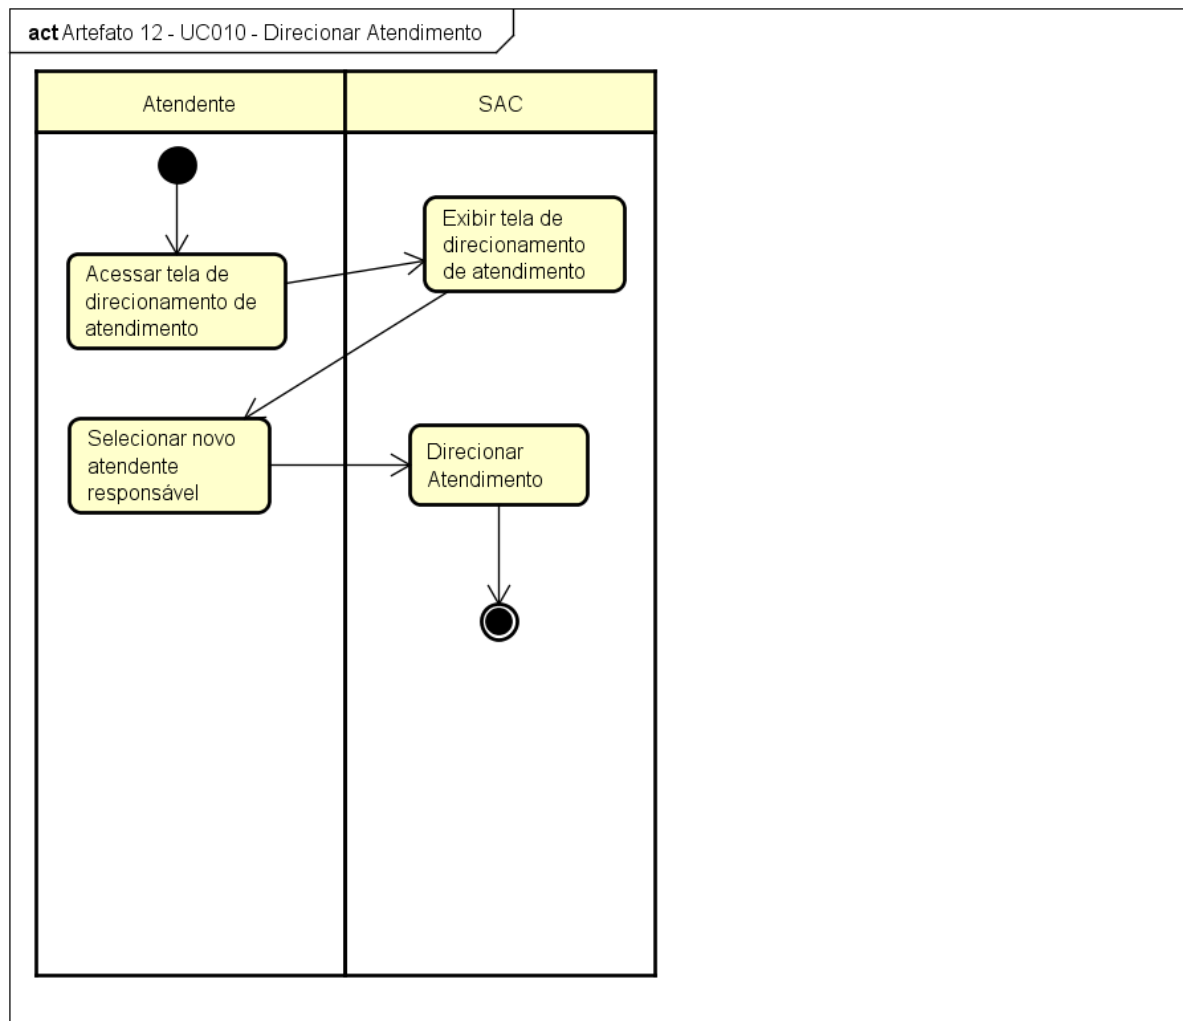 act Artefato 12 - UC010 - Direcionar Atendimento
Atendente
SAC
Acessar tela de
direcionamento de
atendimento
Exibir tela de
direcionamento
de atendimento
Selecionar novo
atendente
responsável
Direcionar
Atendimento